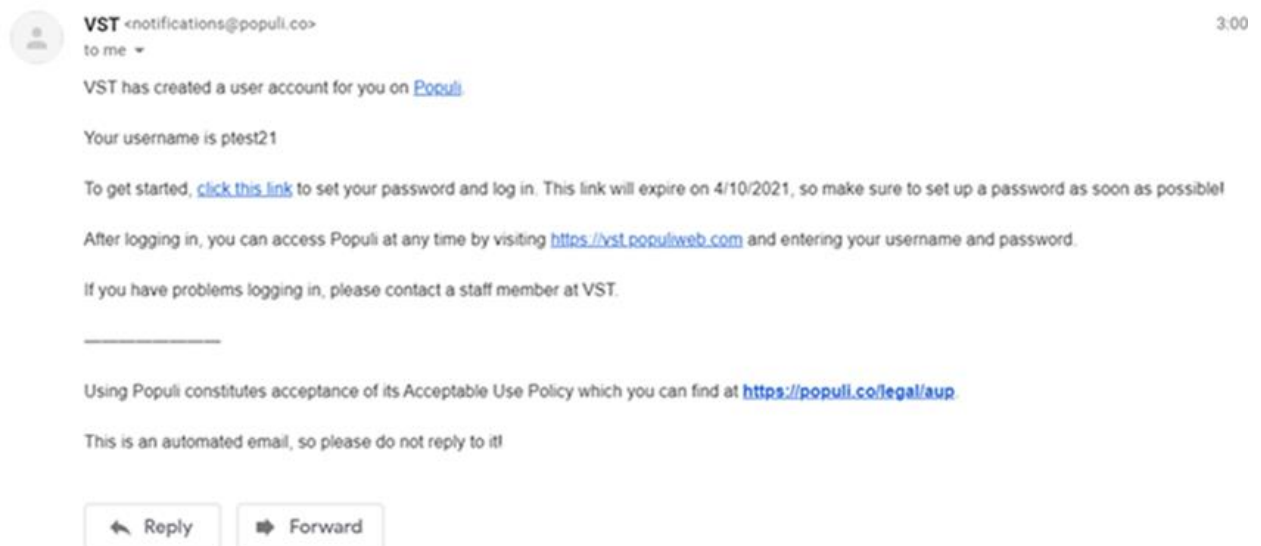 VST <notifications@populi.co>
3:00
to me
VST has created a user account for you on Populi.
Your username is ptest21
To get started, click this link to set your password and log in. This link will expire on 4/10/2021, so make sure to set up a password as soon as possible!
After logging in, you can access Populi at any time by visiting https://vst.populiweb.com and entering your username and password.
If you have problems logging in, please contact a staff member at VST.
Using Populi constitutes acceptance of its Acceptable Use Policy which you can find at https://populi.co/legal/aup.
This is an automated email, so please do not reply to it!
Reply
Forward